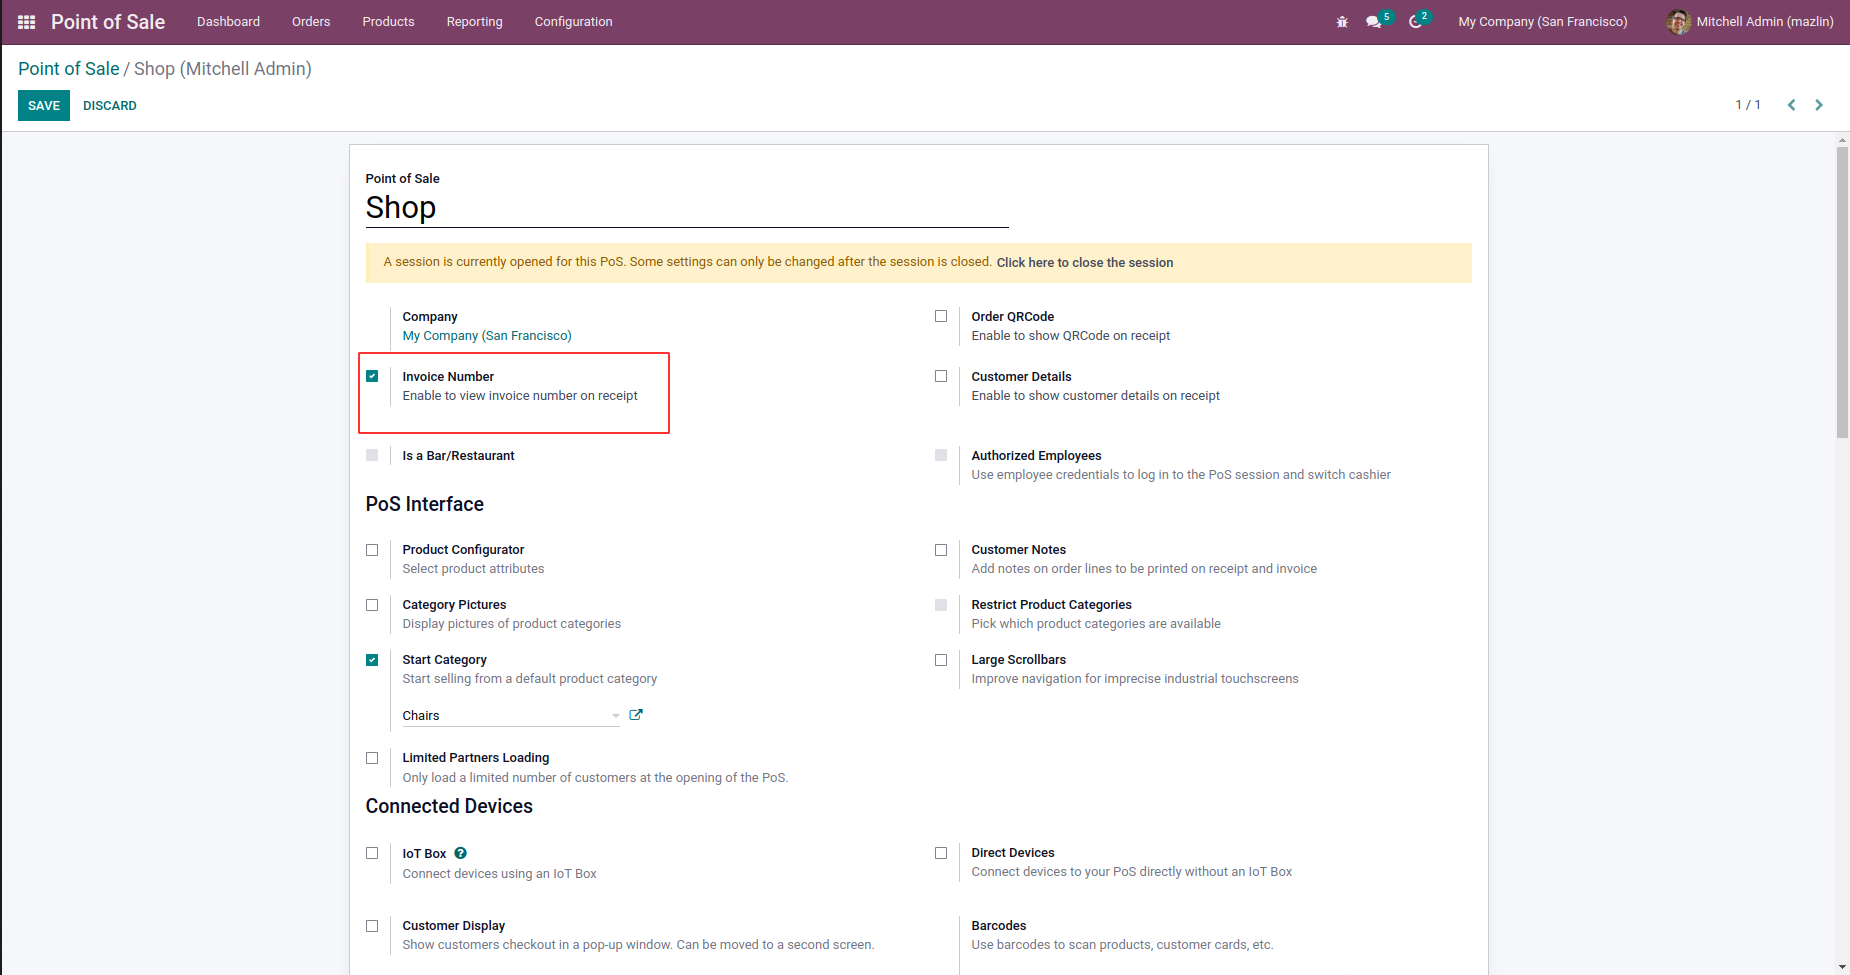 Point of Sale Dashboard Orders Products Reporting Configuration 5 2 My Company (San Francisco) Mitchell Admin (mazlin)
Point of Sale / Shop (Mitchell Admin)
SAVE DISCARD 1 / 1
Point of Sale
Shop
A session is currently opened for this PoS. Some settings can only be changed after the session is closed. Click here to close the session
Company
My Company (San Francisco)
Order QRCode
Enable to show QRCode on receipt
Invoice Number
Enable to view invoice number on receipt
Customer Details
Enable to show customer details on receipt
Is a Bar/Restaurant
Authorized Employees
Use employee credentials to log in to the PoS session and switch cashier
PoS Interface
Product Configurator
Select product attributes
Customer Notes
Add notes on order lines to be printed on receipt and invoice
Category Pictures
Display pictures of product categories
Restrict Product Categories
Pick which product categories are available
Start Category
Start selling from a default product category
Chairs
Large Scrollbars
Improve navigation for imprecise industrial touchscreens
Limited Partners Loading
Only load a limited number of customers at the opening of the PoS.
Connected Devices
IoT Box ?
Connect devices using an IoT Box
Direct Devices
Connect devices to your PoS directly without an IoT Box
Customer Display
Show customers checkout in a pop-up window. Can be moved to a second screen.
Barcodes
Use barcodes to scan products, customer cards, etc.